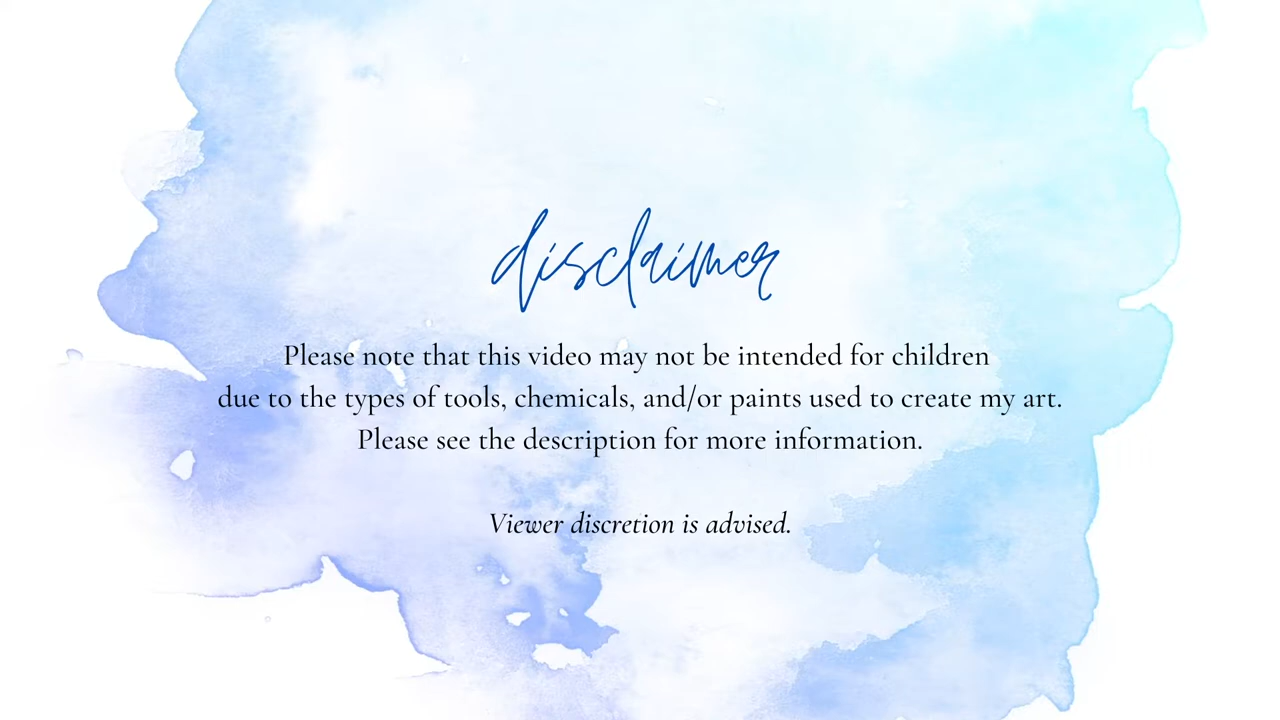 disclaimer
Please note that this video may not be intended for children
due to the types of tools, chemicals, and/or paints used to create my art.
Please see the description for more information.
Viewer discretion is advised.